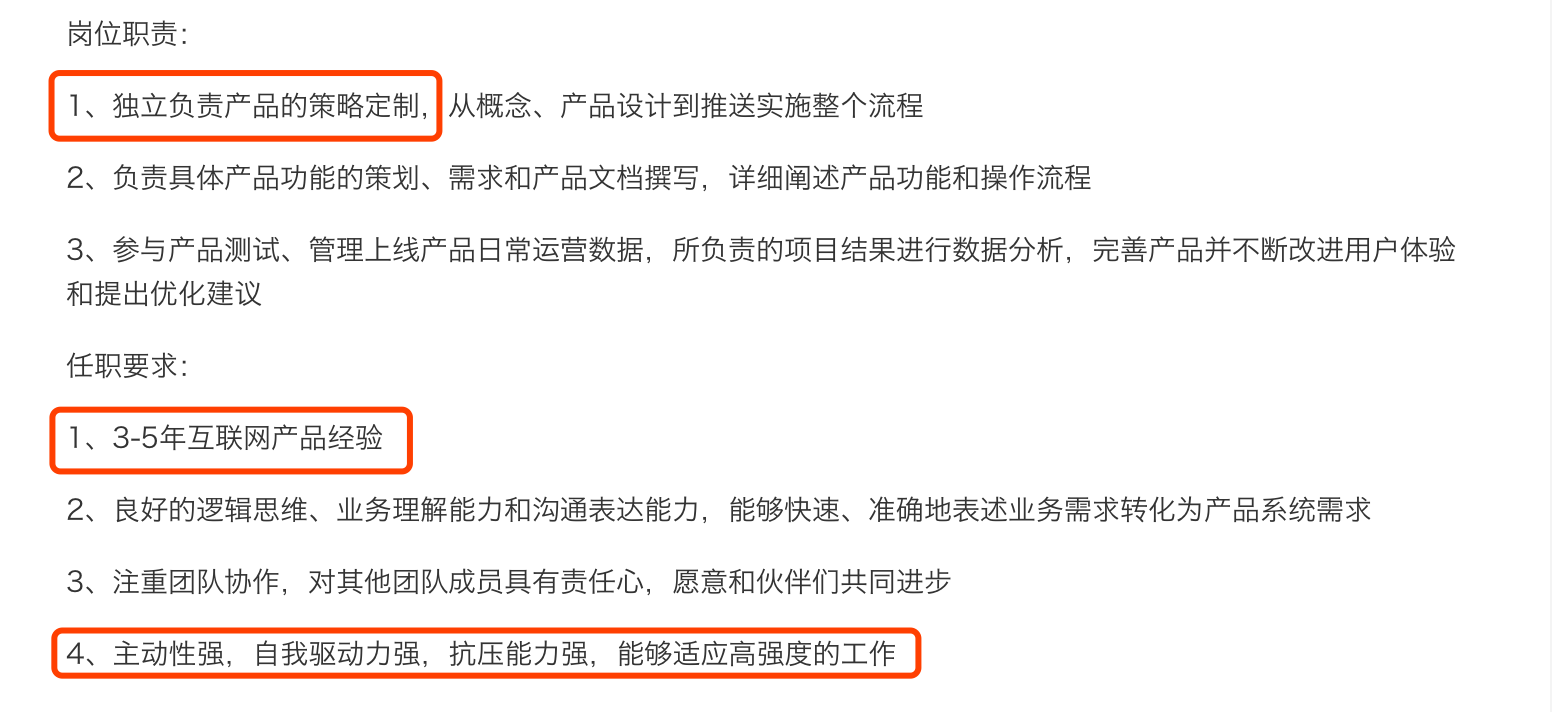 岗位职责：
1、独立负责产品的策略定制，从概念、产品设计到推送实施整个流程
2、负责具体产品功能的策划、需求和产品文档撰写，详细阐述产品功能和操作流程
3、参与产品测试、管理上线产品日常运营数据，所负责的项目结果进行数据分析，完善产品并不断改进用户体验
和提出优化建议
任职要求：
1、3-5年互联网产品经验
2、良好的逻辑思维、业务理解能力和沟通表达能力，能够快速、准确地表述业务需求转化为产品系统需求
3、注重团队协作，对其他团队成员具有责任心，愿意和伙伴们共同进步
4、主动性强，自我驱动力强，抗压能力强，能够适应高强度的工作